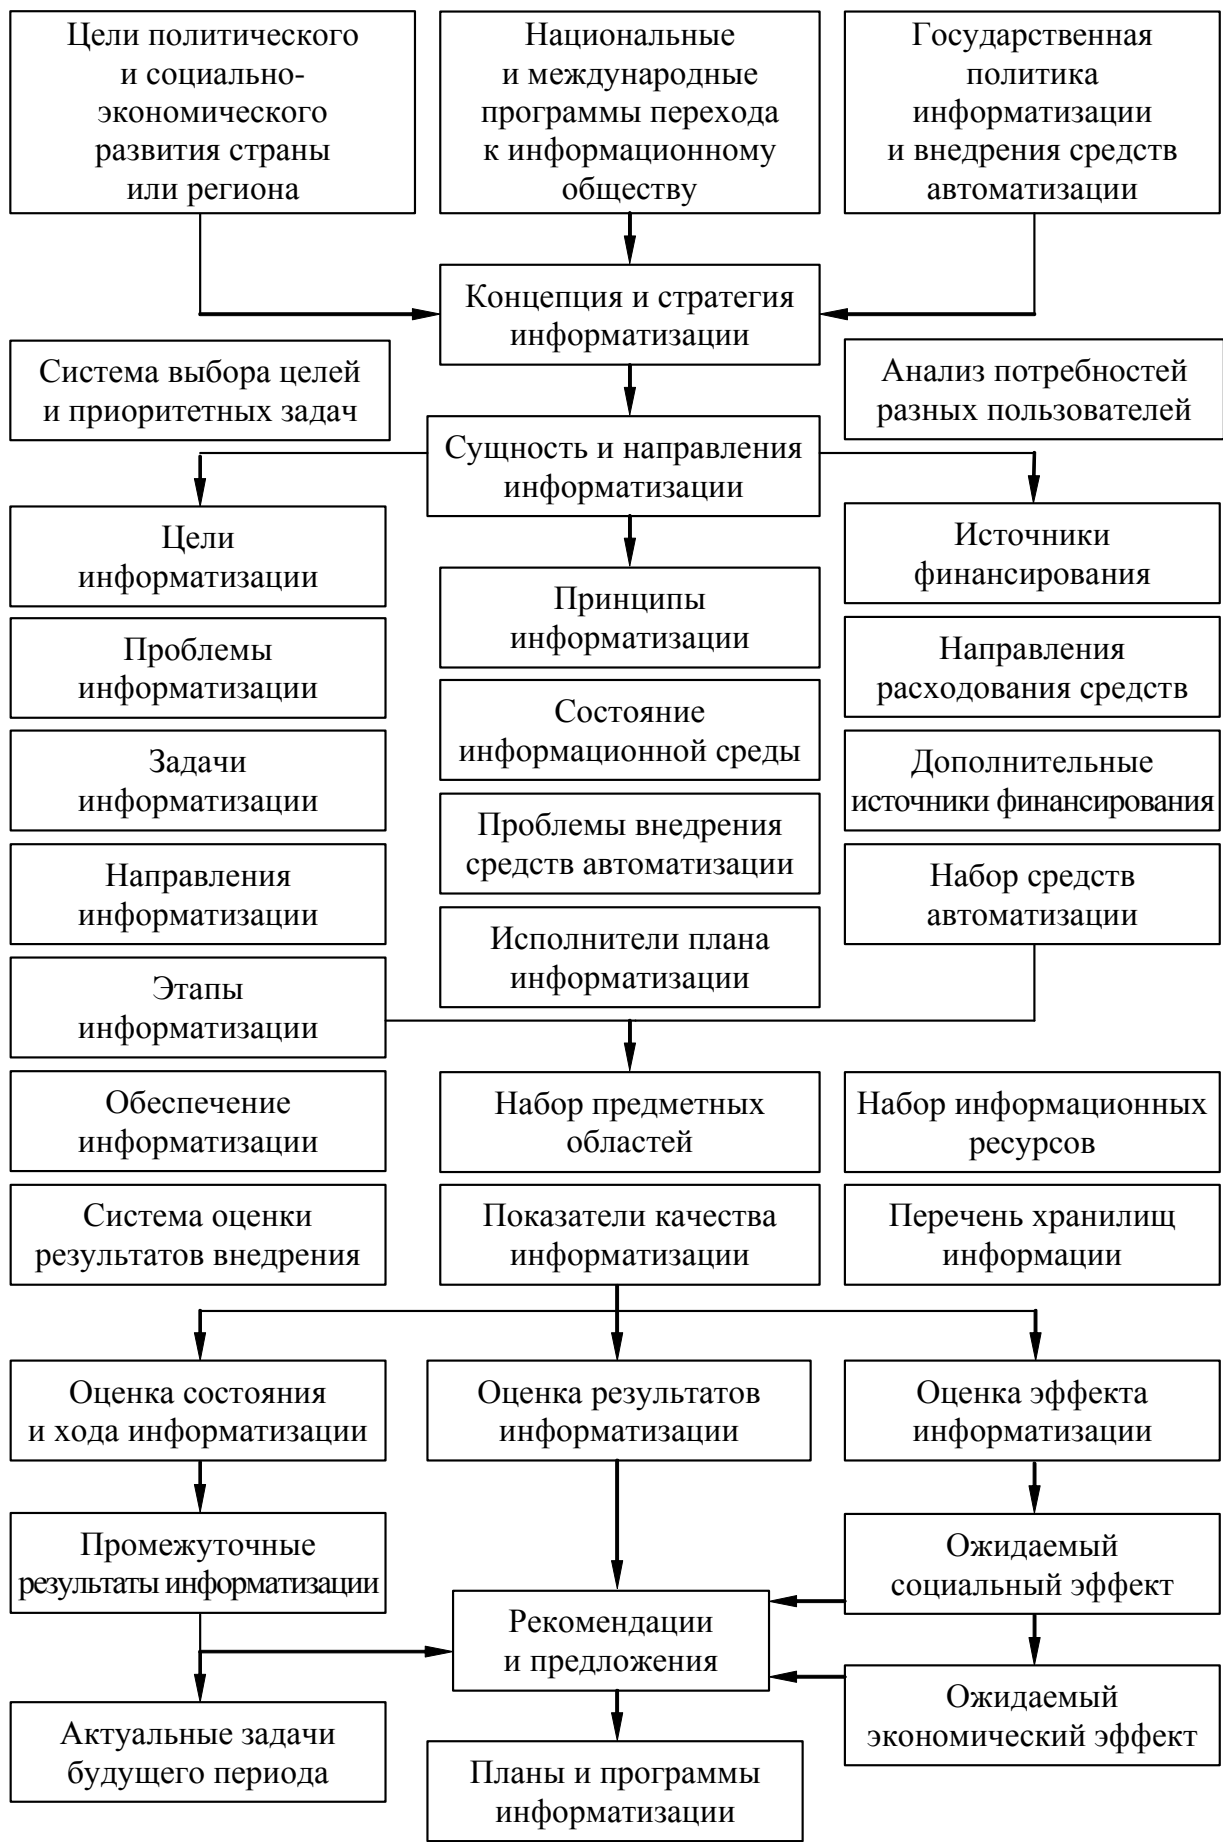 Цели политического
и социально-
экономического
развития страны
или региона
Национальные
и международные
программы перехода
к информационному
обществу
Государственная
политика
информатизации
и внедрения средств
автоматизации
Концепция и стратегия
информатизации
Система выбора целей
и приоритетных задач
Анализ потребностей
разных пользователей
Сущность и направления
информатизации
Цели
информатизации
Принципы
информатизации
Источники
финансирования
Проблемы
информатизации
Состояние
информационной среды
Направления
расходования средств
Задачи
информатизации
Проблемы внедрения
средств автоматизации
Дополнительные
источники финансирования
Направления
информатизации
Исполнители плана
информатизации
Набор средств
автоматизации
Этапы
информатизации
Обеспечение
информатизации
Набор предметных
областей
Набор информационных
ресурсов
Система оценки
результатов внедрения
Показатели качества
информатизации
Перечень хранилищ
информации
Оценка состояния
и хода информатизации
Оценка результатов
информатизации
Оценка эффекта
информатизации
Промежуточные
результаты информатизации
Ожидаемый
социальный эффект
Рекомендации
и предложения
Актуальные задачи
будущего периода
Ожидаемый
экономический эффект
Планы и программы
информатизации